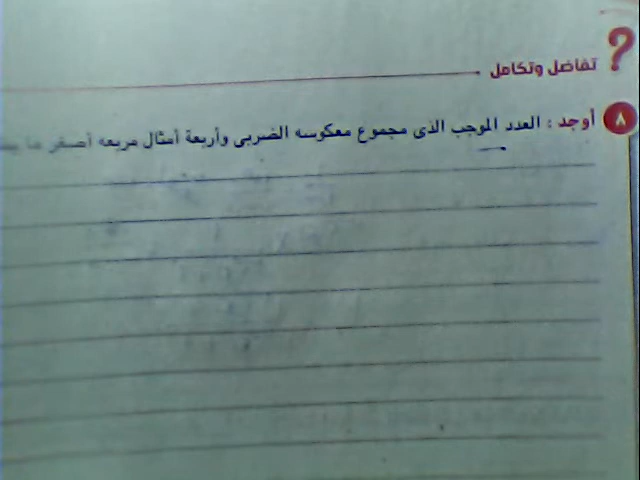 تفاضل وتكامل
٨ أوجد : العدد الموجب الذى مجموع معكوسه الضربى وأربعة أمثال مربعه أصغر ما